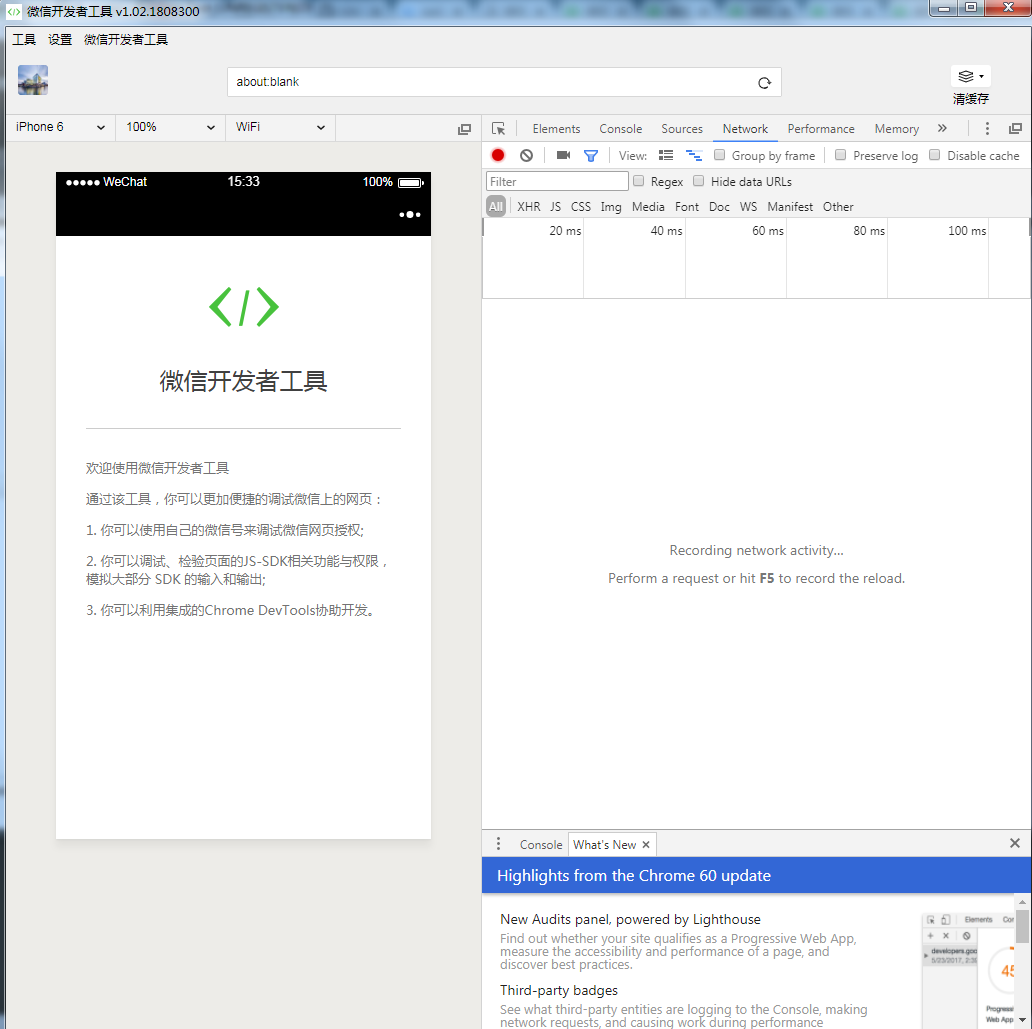 微信开发者工具 v1.02.1808300
工具 设置 微信开发者工具
about:blank
清缓存
iPhone 6 100% WiFi
Elements Console Sources Network Performance Memory »
View: Group by frame Preserve log Disable cache
Filter Regex Hide data URLs
All XHR JS CSS Img Media Font Doc WS Manifest Other
20 ms 40 ms 60 ms 80 ms 100 ms
WeChat 15:33 100%
</>
微信开发者工具
欢迎使用微信开发者工具
通过该工具，你可以更加便捷的调试微信上的网页：
1. 你可以使用自己的微信号来调试微信网页授权;
2. 你可以调试、检验页面的JS-SDK相关功能与权限，
模拟大部分 SDK 的输入和输出;
3. 你可以利用集成的Chrome DevTools协助开发。
Recording network activity...
Perform a request or hit F5 to record the reload.
Console What's New
Highlights from the Chrome 60 update
New Audits panel, powered by Lighthouse
Find out whether your site qualifies as a Progressive Web App,
measure the accessibility and performance of a page, and
discover best practices.
Third-party badges
See what third-party entities are logging to the Console, making
network requests, and causing work during performance
Elements
developers.goo
5/23/2017,
45
Progress
Web App